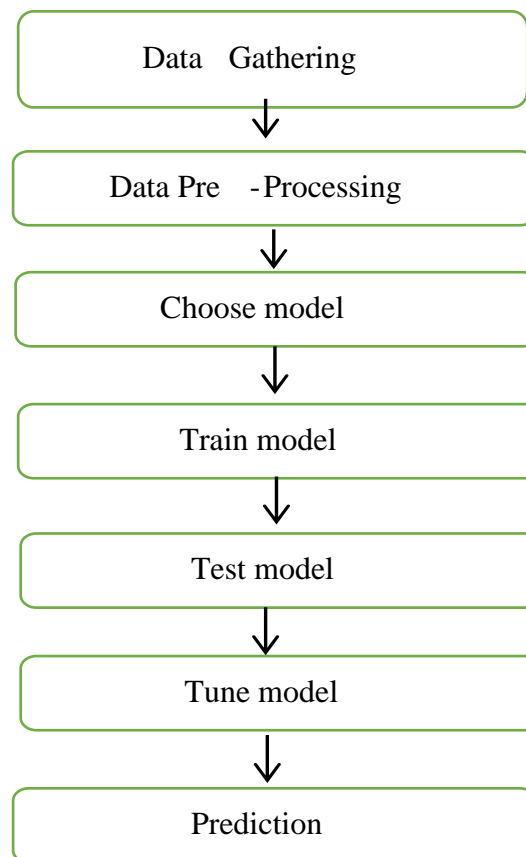 Data Gathering
Data Pre -Processing
Choose model
Train model
Test model
Tune model
Prediction